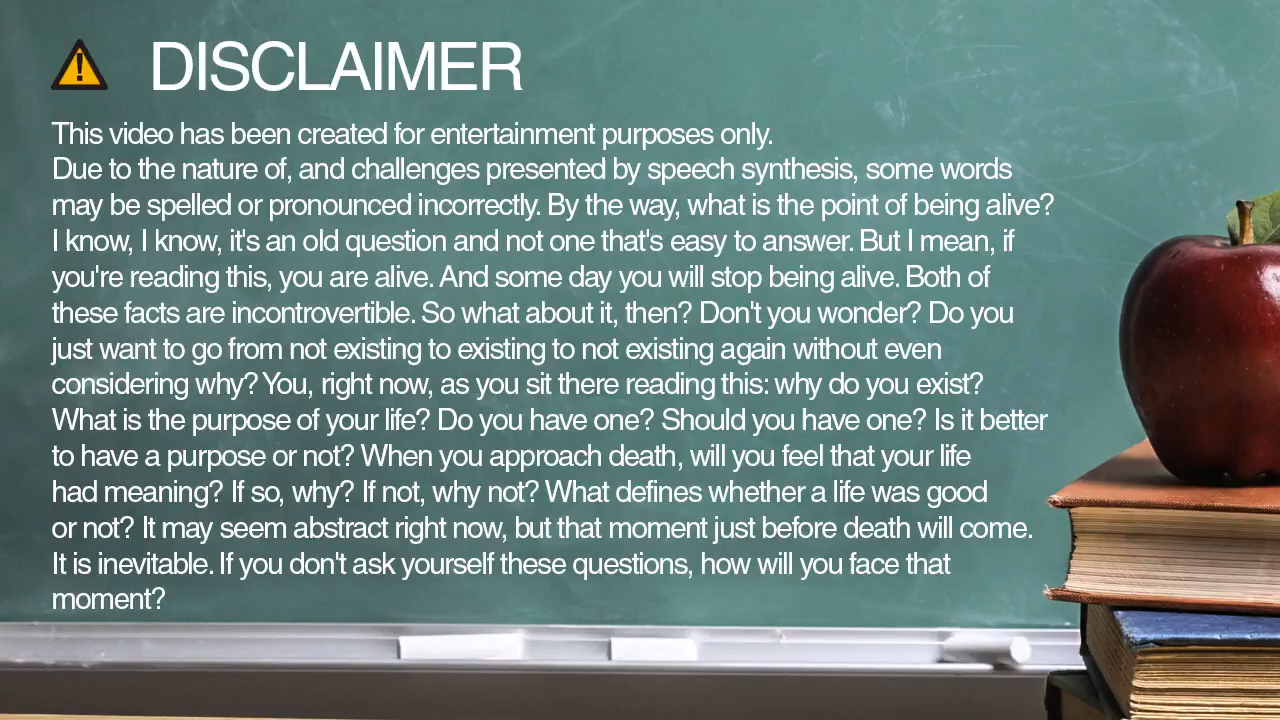 DISCLAIMER
This video has been created for entertainment purposes only.
Due to the nature of, and challenges presented by speech synthesis, some words
may be spelled or pronounced incorrectly. By the way, what is the point of being alive?
I know, I know, it's an old question and not one that's easy to answer. But I mean, if
you're reading this, you are alive. And some day you will stop being alive. Both of
these facts are incontrovertible. So what about it, then? Don't you wonder? Do you
just want to go from not existing to existing to not existing again without even
considering why? You, right now, as you sit there reading this: why do you exist?
What is the purpose of your life? Do you have one? Should you have one? Is it better
to have a purpose or not? When you approach death, will you feel that your life
had meaning? If so, why? If not, why not? What defines whether a life was good
or not? It may seem abstract right now, but that moment just before death will come.
It is inevitable. If you don't ask yourself these questions, how will you face that
moment?